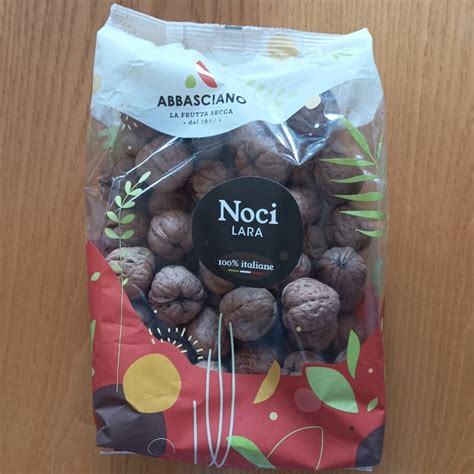 ABBASCIANO
LA FRUTTA SECCA
Noci
LARA
100% italiane